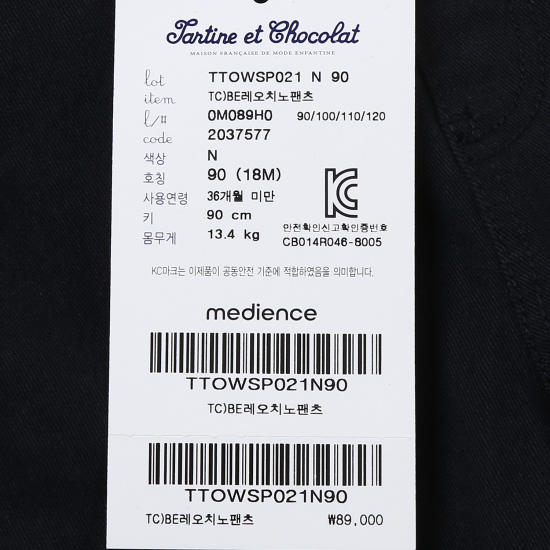 Tartine et Chocolat
MAISON FRANÇAISE DE MODE ENFANTINE
lot TTOWSP021 N 90
item TC)BE레오치노팬츠
l/# 0M089H0 90/100/110/120
code 2037577
색상 N
호칭 90 (18M)
사용연령 36개월 미만
키 90 cm
몸무게 13.4 kg
안전확인신고확인증번호
CB014R046-8005
KC마크는 이제품이 공동안전 기준에 적합하였음을 의미합니다.
medience
TTOWSP021N90
TC)BE레오치노팬츠
TTOWSP021N90
TC)BE레오치노팬츠 ₩89,000